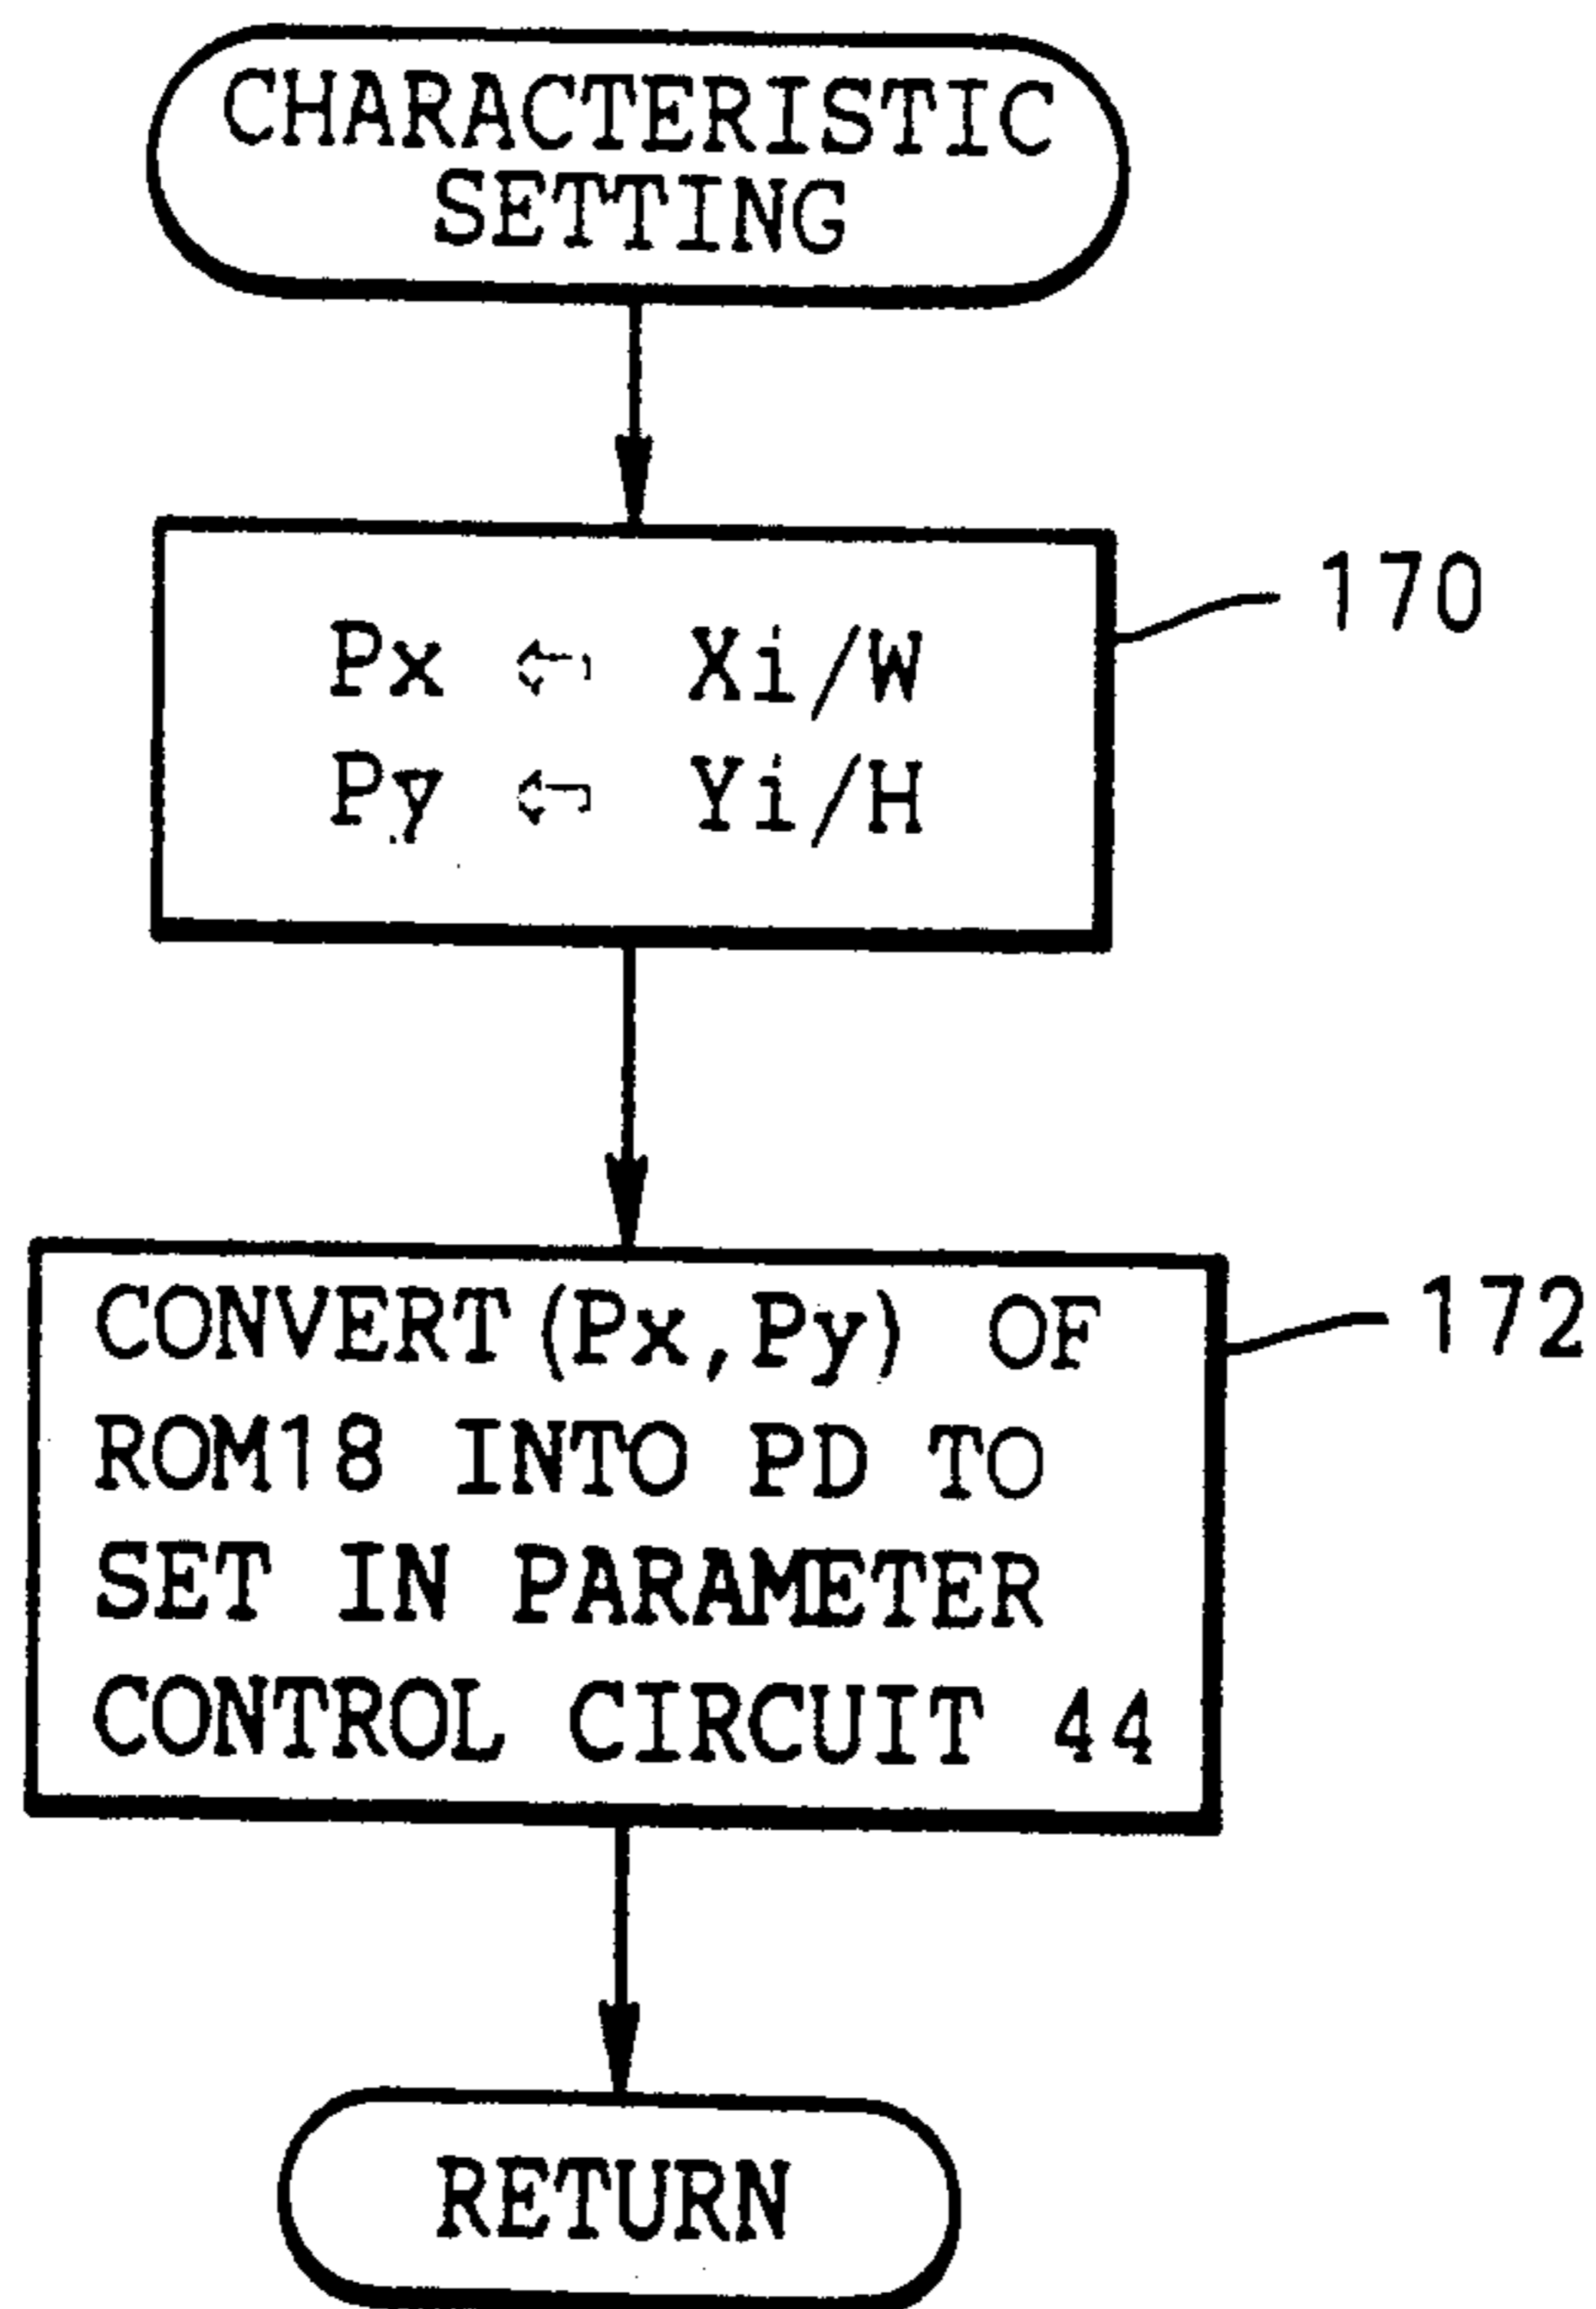 CHARACTERISTIC
SETTING
Px ← Xi/W
Py ← Yi/H
170
CONVERT (Px,Py) OF
ROM18 INTO PD TO
SET IN PARAMETER
CONTROL CIRCUIT 44
172
RETURN